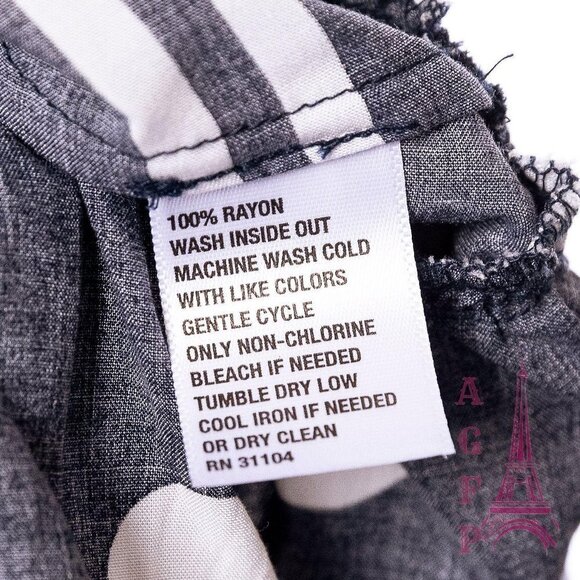 100% RAYON
WASH INSIDE OUT
MACHINE WASH COLD
WITH LIKE COLORS
GENTLE CYCLE
ONLY NON-CHLORINE
BLEACH IF NEEDED
TUMBLE DRY LOW
COOL IRON IF NEEDED
OR DRY CLEAN
RN 31104
A
C
F
P